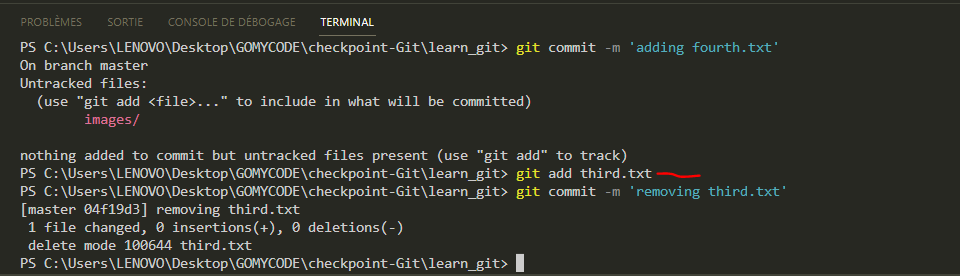 PROBLÈMES SORTIE CONSOLE DE DÉBOGAGE TERMINAL
PS C:\Users\LENOVO\Desktop\GOMYCODE\checkpoint-Git\learn_git> git commit -m 'adding fourth.txt'
On branch master
Untracked files:
  (use "git add <file>..." to include in what will be committed)
        images/

nothing added to commit but untracked files present (use "git add" to track)
PS C:\Users\LENOVO\Desktop\GOMYCODE\checkpoint-Git\learn_git> git add third.txt
PS C:\Users\LENOVO\Desktop\GOMYCODE\checkpoint-Git\learn_git> git commit -m 'removing third.txt'
[master 04f19d3] removing third.txt
 1 file changed, 0 insertions(+), 0 deletions(-)
 delete mode 100644 third.txt
PS C:\Users\LENOVO\Desktop\GOMYCODE\checkpoint-Git\learn_git>